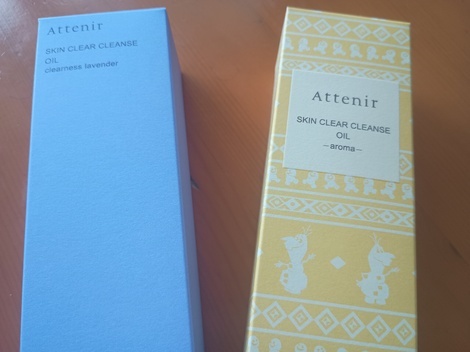 Attenir
SKIN CLEAR CLEANSE
OIL
clearness lavender
Attenir
SKIN CLEAR CLEANSE
OIL
–aroma–